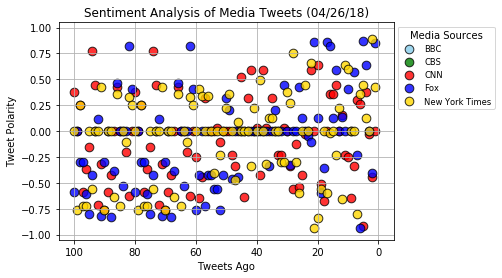 Sentiment Analysis of Media Tweets (04/26/18)
Media Sources
BBC
CBS
CNN
Fox
New York Times
Tweet Polarity
1.00
0.75
0.50
0.25
0.00
−0.25
−0.50
−0.75
−1.00
100 80 60 40 20 0
Tweets Ago